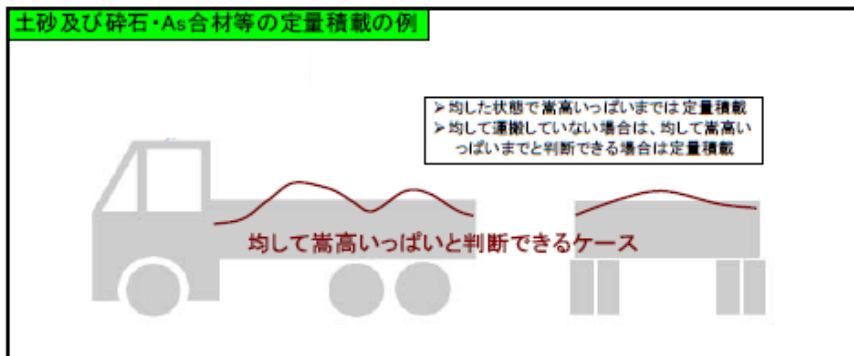 土砂及び砕石・As合材等の定量積載の例
➢均した状態で嵩高いっぱいまでは定量積載
➢均して運搬していない場合は、均して嵩高い
っぱいまでと判断できる場合は定量積載
均して嵩高いっぱいと判断できるケース